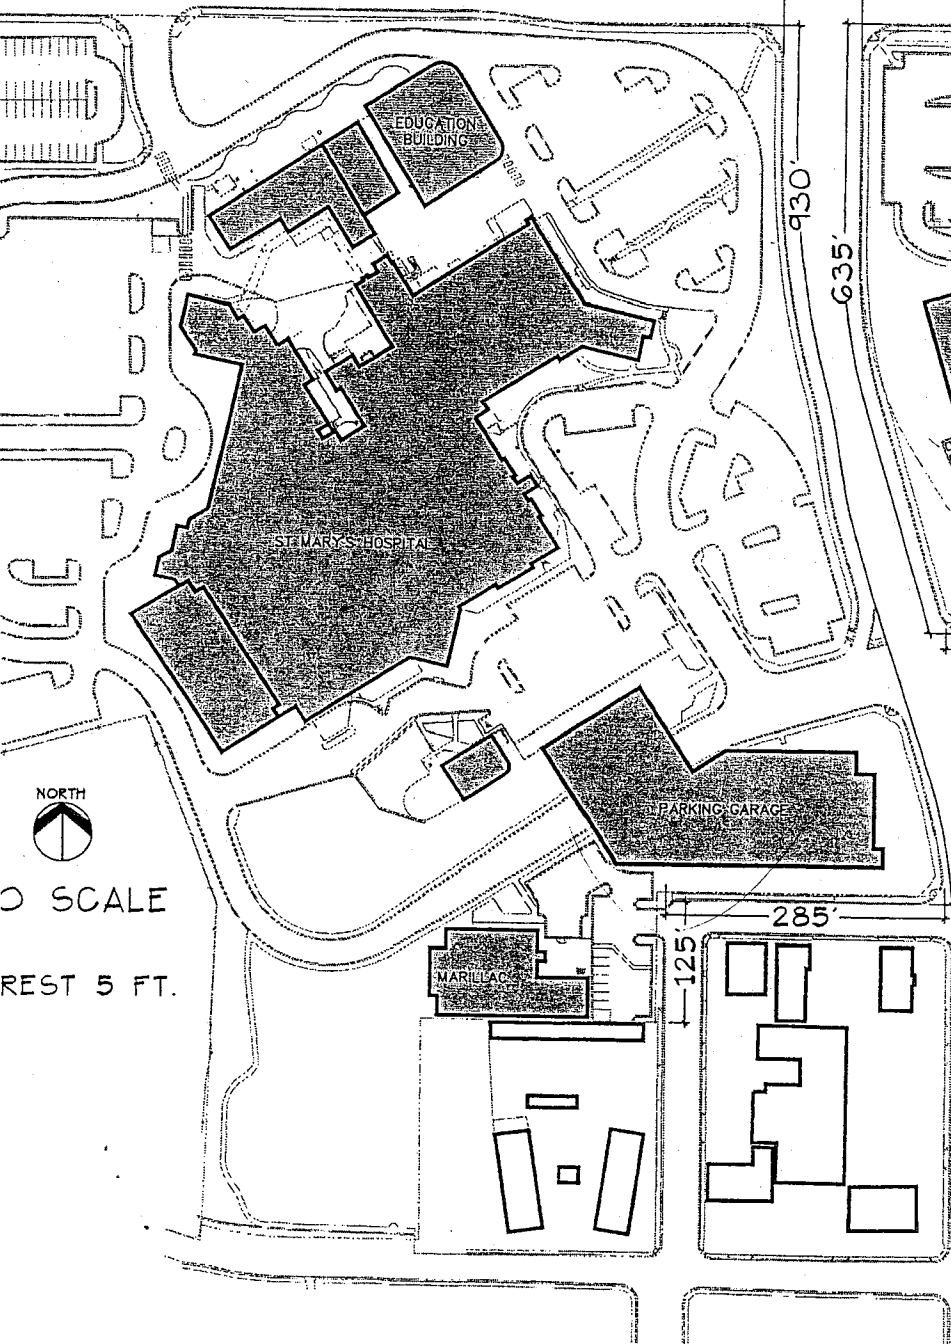 EDUCATION
BUILDING
930'
635'
ST. MARY'S HOSPITAL
NORTH
PARKING GARAGE
O SCALE
285'
125'
REST 5 FT.
MARILLAC